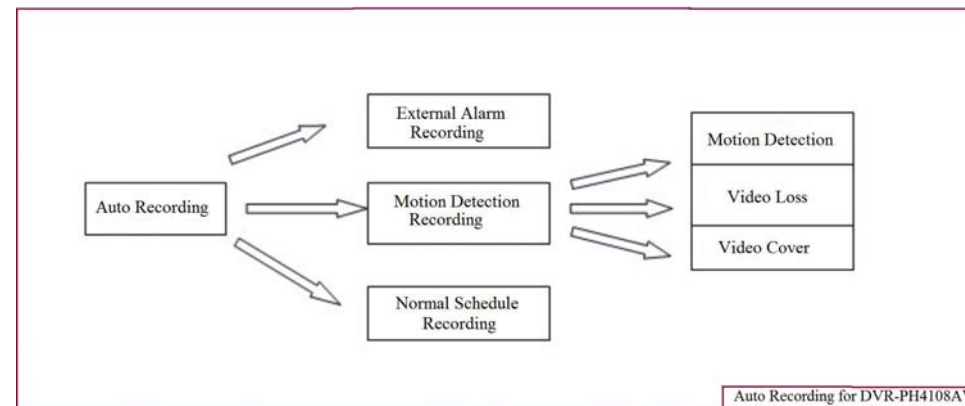 External Alarm
Recording
Auto Recording
Motion Detection
Recording
Normal Schedule
Recording
Motion Detection
Video Loss
Video Cover
Auto Recording for DVR-PH4108AV